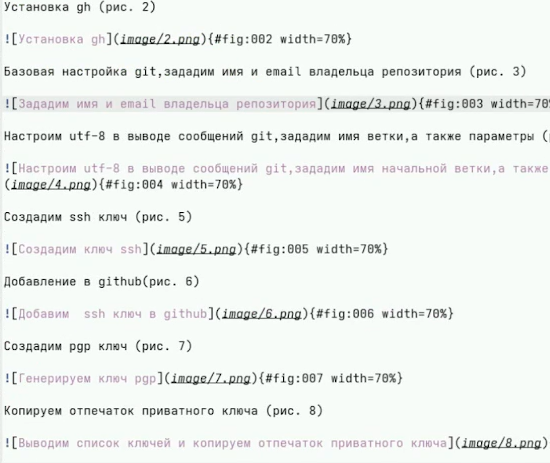 Установка gh (рис. 2)
![Установка gh](image/2.png){#fig:002 width=70%}
Базовая настройка git,зададим имя и email владельца репозитория (рис. 3)
![Зададим имя и email владельца репозитория](image/3.png){#fig:003 width=70%
Настроим utf-8 в выводе сообщений git,зададим имя ветки,а также параметры (
![Настроим utf-8 в выводе сообщений git,зададим имя начальной ветки,а также
(image/4.png){#fig:004 width=70%}
Создадим ssh ключ (рис. 5)
![Создадим ключ ssh](image/5.png){#fig:005 width=70%}
Добавление в github(рис. 6)
![Добавим  ssh ключ в github](image/6.png){#fig:006 width=70%}
Создадим pgp ключ (рис. 7)
![Генерируем ключ pgp](image/7.png){#fig:007 width=70%}
Копируем отпечаток приватного ключа (рис. 8)
![Выводим список ключей и копируем отпечаток приватного ключа](image/8.png)